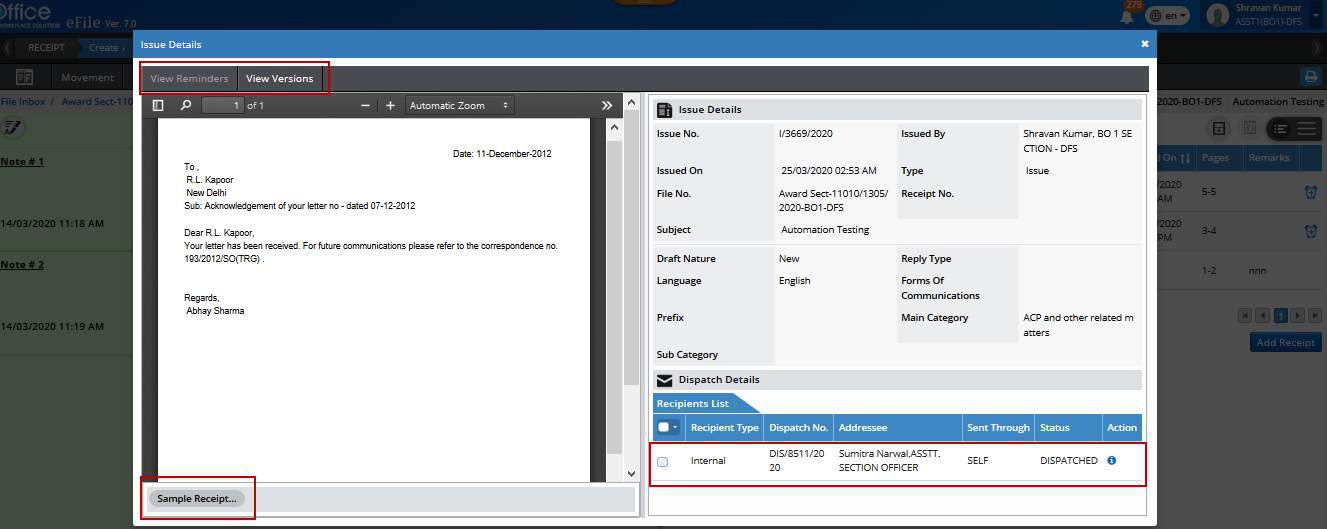 Office
WORKPLACE SOLUTION
eFile Ver. 7.0
279
en
Shravan Kumar
ASST1(BO1)-DFS
RECEIPT
Create
Issue Details
Movement
View Reminders
View Versions
File Inbox / Award Sect-110
2020-BO1-DFS
Automation Testing
1 of 1
Automatic Zoom
Note # 1
14/03/2020 11:18 AM
Note # 2
14/03/2020 11:19 AM
Date: 11-December-2012
To ,
R.L. Kapoor
New Delhi
Sub: Acknowledgement of your letter no - dated 07-12-2012
Dear R.L. Kapoor,
Your letter has been received. For future communications please refer to the correspondence no.
193/2012/SO(TRG) .
Regards,
Abhay Sharma
Sample Receipt...
Issue Details
Issue No. I/3669/2020 Issued By Shravan Kumar, BO 1 SE
CTION - DFS
Issued On 25/03/2020 02:53 AM Type Issue
File No. Award Sect-11010/1305/ Receipt No.
2020-BO1-DFS
Subject Automation Testing
Draft Nature New Reply Type
Language English Forms Of
Communications
Prefix Main Category ACP and other related m
atters
Sub Category
Dispatch Details
Recipients List
Recipient Type Dispatch No. Addressee Sent Through Status Action
Internal DIS/8511/20 Sumitra Narwal,ASSTT. SELF DISPATCHED
20 SECTION OFFICER
On Pages Remarks
/2020 5-5
AM
/2020 3-4
PM
1-2 nnn
1
Add Receipt